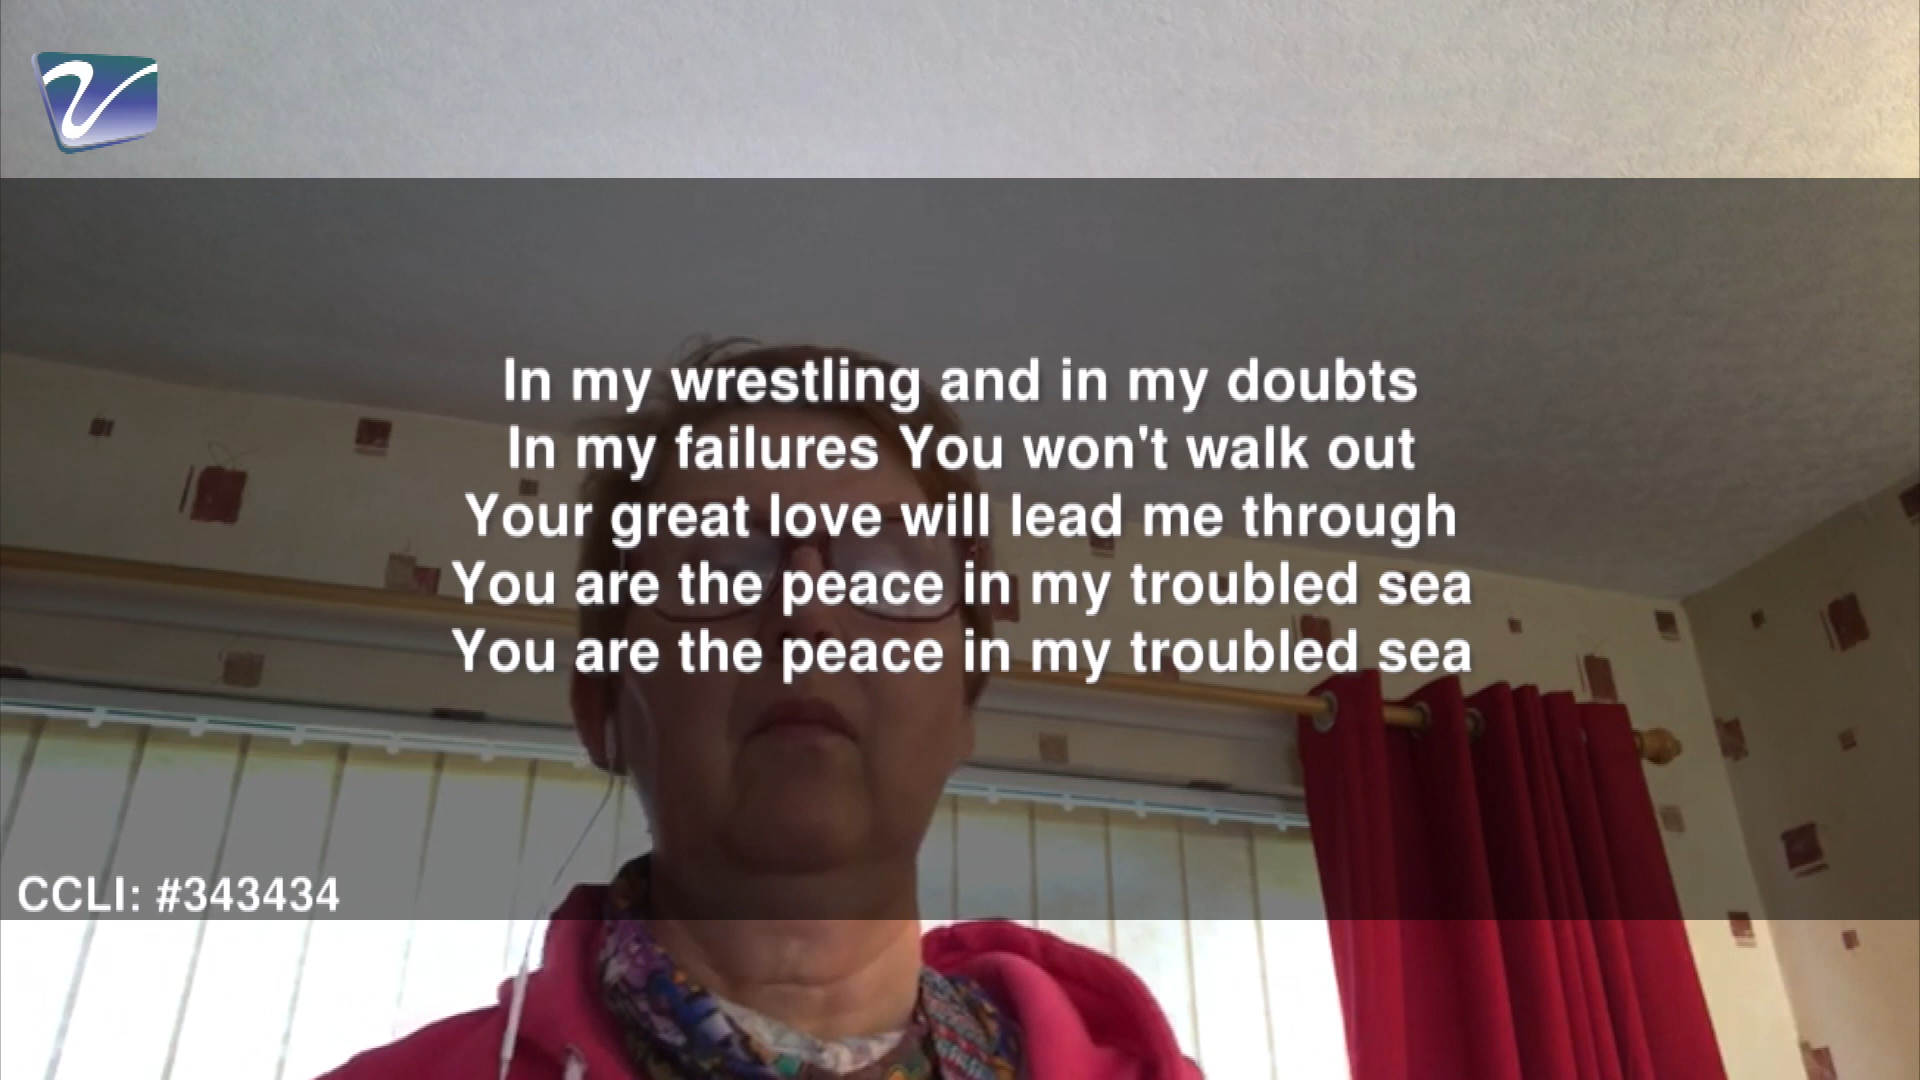 In my wrestling and in my doubts
In my failures You won't walk out
Your great love will lead me through
You are the peace in my troubled sea
You are the peace in my troubled sea
CCLI: #343434